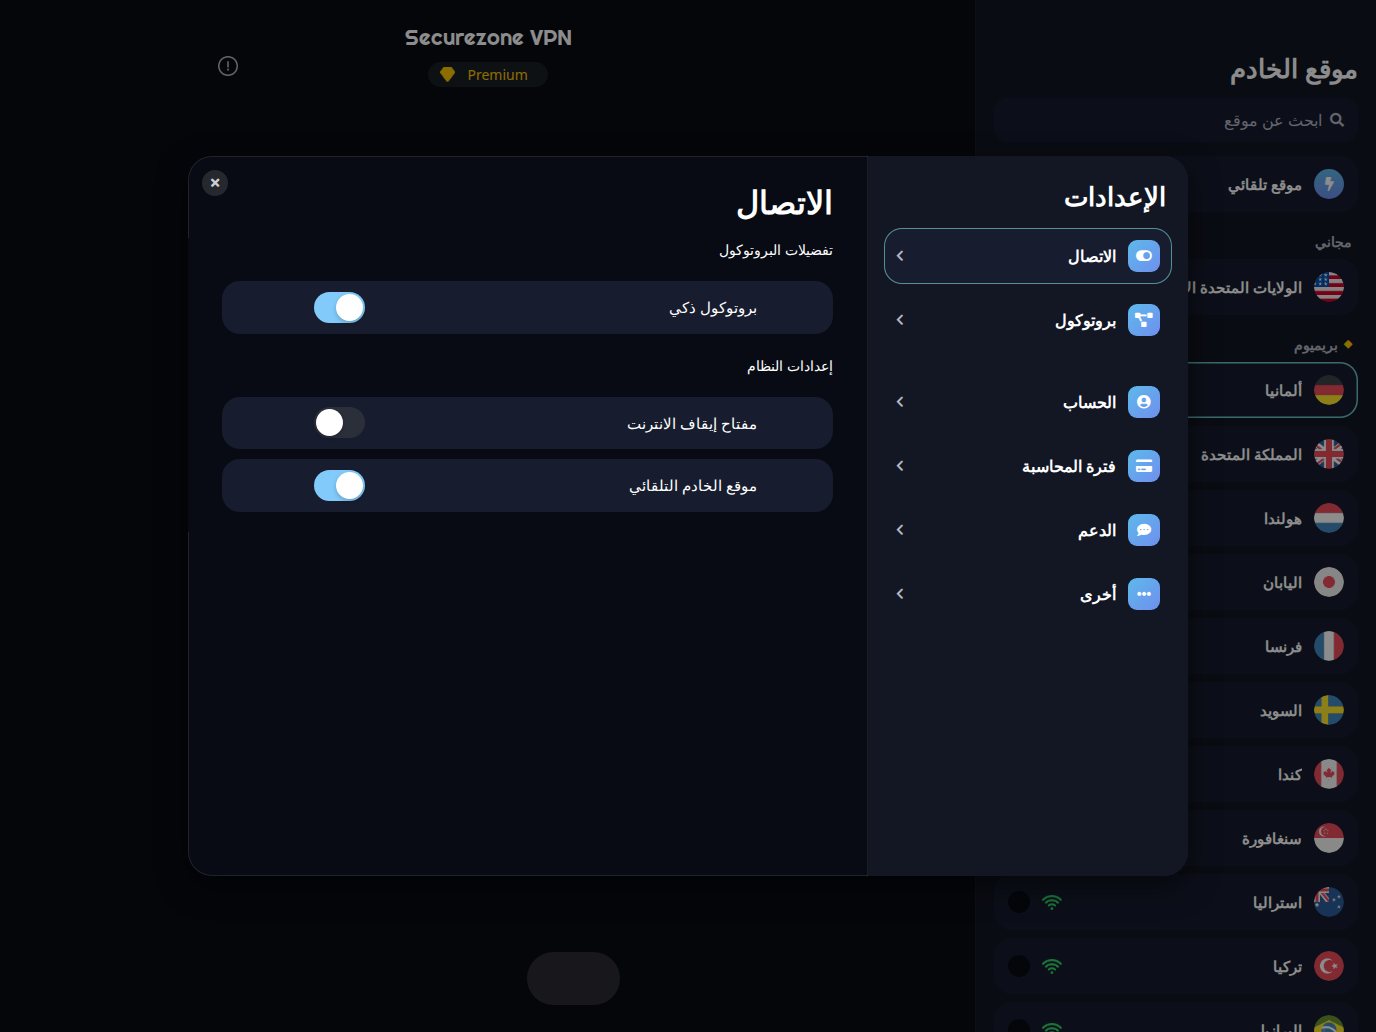 Securezone VPN
Premium
موقع الخادم
ابحث عن موقع
موقع تلقائي
مجاني
الولايات المتحدة
بريميوم
ألمانيا
المملكة المتحدة
هولندا
اليابان
فرنسا
السويد
كندا
سنغافورة
استراليا
تركيا
الإعدادات
الاتصال
بروتوكول
الحساب
فترة المحاسبة
الدعم
أخرى
الاتصال
تفضيلات البروتوكول
بروتوكول ذكي
إعدادات النظام
مفتاح إيقاف الانترنت
موقع الخادم التلقائي